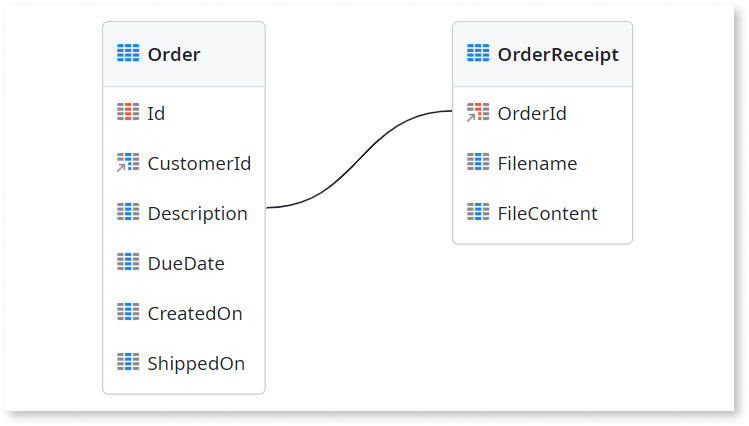 Order
Id
CustomerId
Description
DueDate
CreatedOn
ShippedOn
OrderReceipt
OrderId
Filename
FileContent